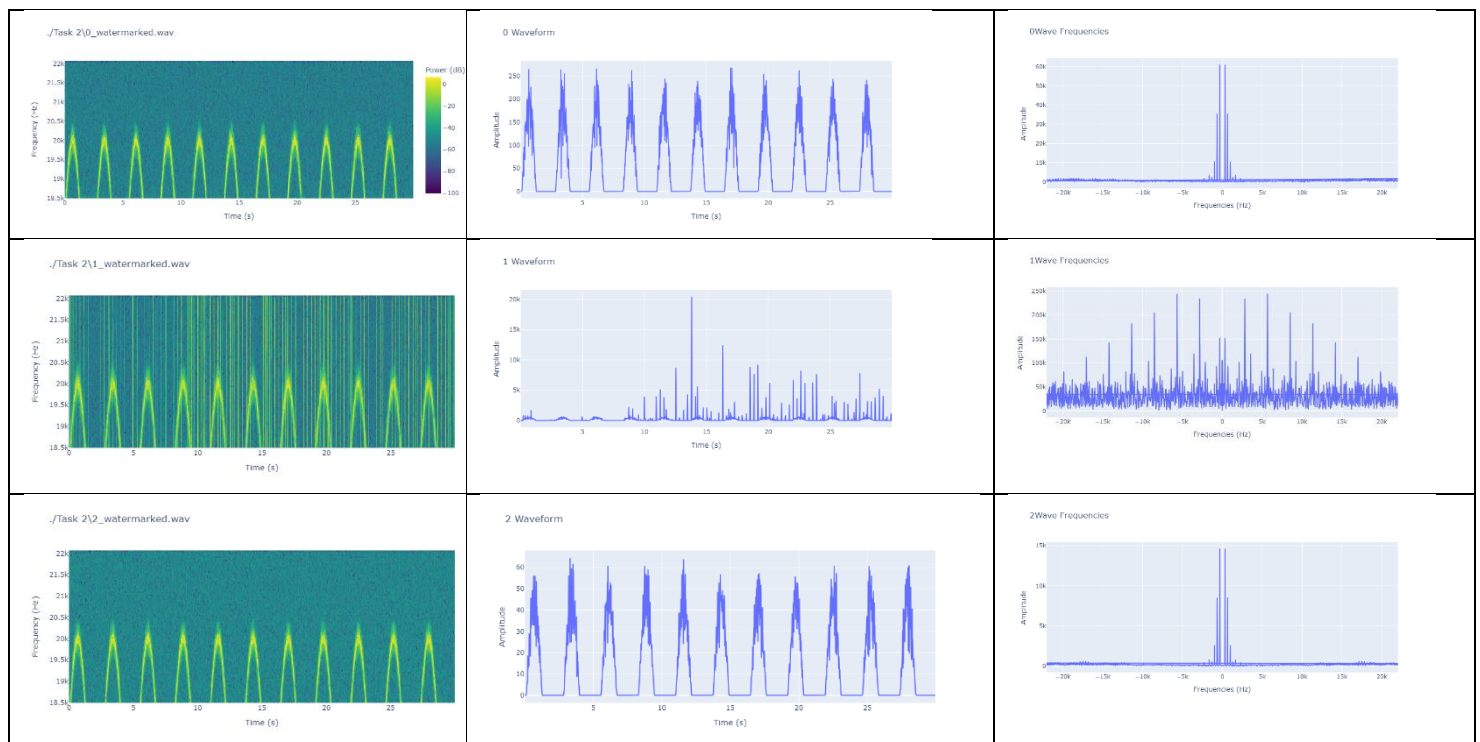 ./Task 2\0_watermarked.wav
Power (dB)
22k
21.5k
21k
20.5k
20k
19.5k
19k
18.5k
0
−20
−40
−60
−80
−100
Frequency (Hz)
0 5 10 15 20 25
Time (s)
0 Waveform
250
200
150
100
50
0
Amplitude
5 10 15 20 25
Time (s)
0Wave Frequencies
60k
50k
40k
30k
20k
10k
0
Amplitude
−20k −15k −10k −5k 0 5k 10k 15k 20k
Frequencies (Hz)
./Task 2\1_watermarked.wav
22k
21.5k
21k
20.5k
20k
19.5k
19k
18.5k
Frequency (Hz)
0 5 10 15 20 25
Time (s)
1 Waveform
20k
15k
10k
5k
0
Amplitude
5 10 15 20 25
Time (s)
1Wave Frequencies
250k
200k
150k
100k
50k
0
Amplitude
−20k −15k −10k −5k 0 5k 10k 15k 20k
Frequencies (Hz)
./Task 2\2_watermarked.wav
22k
21.5k
21k
20.5k
20k
19.5k
19k
18.5k
Frequency (Hz)
0 5 10 15 20 25
Time (s)
2 Waveform
60
50
40
30
20
10
0
Amplitude
5 10 15 20 25
Time (s)
2Wave Frequencies
15k
10k
5k
0
Amplitude
−20k −15k −10k −5k 0 5k 10k 15k 20k
Frequencies (Hz)